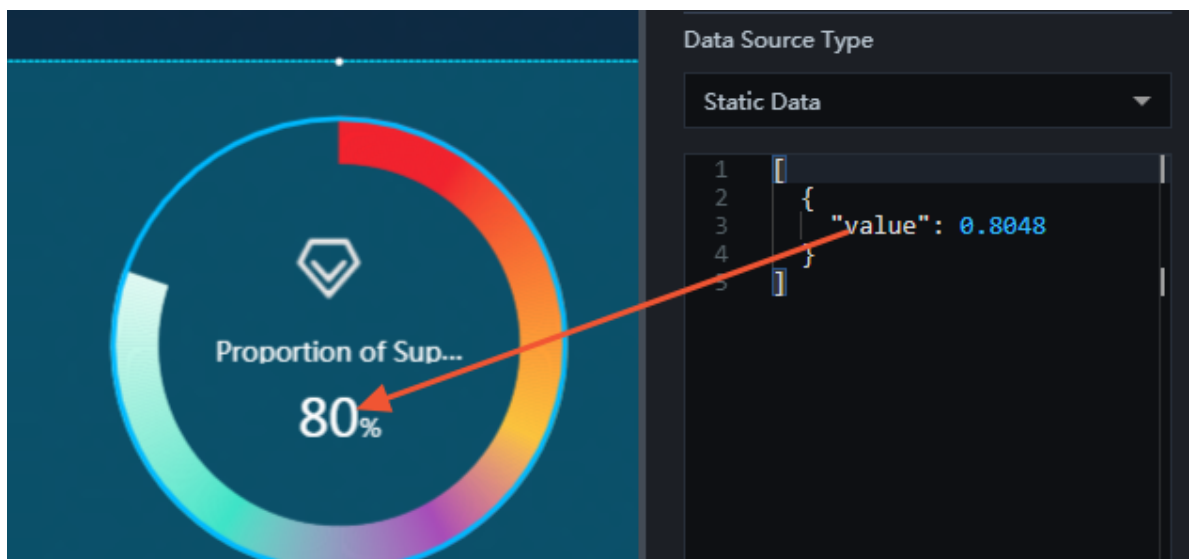 Data Source Type
Static Data
Proportion of Sup...
80%
1 [
2 {
3 "value": 0.8048
4 }
5 ]